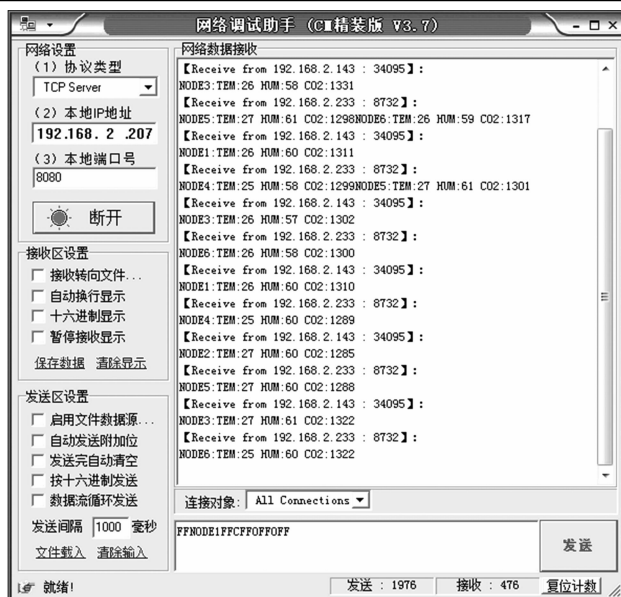 网络调试助手 (C■精装版 V3.7)
网络设置
(1) 协议类型
TCP Server
(2) 本地IP地址
192.168. 2 .207
(3) 本地端口号
8080
断开
接收区设置
接收转向文件...
自动换行显示
十六进制显示
暂停接收显示
保存数据 清除显示
发送区设置
启用文件数据源...
自动发送附加位
发送完自动清空
按十六进制发送
数据流循环发送
发送间隔 1000 毫秒
文件载入 清除输入
网络数据接收
【Receive from 192.168.2.143 : 34095】:
NODE3:TEM:26 HUM:58 CO2:1331
【Receive from 192.168.2.233 : 8732】:
NODE5:TEM:27 HUM:61 CO2:1298NODE6:TEM:26 HUM:59 CO2:1317
【Receive from 192.168.2.143 : 34095】:
NODE1:TEM:26 HUM:60 CO2:1311
【Receive from 192.168.2.233 : 8732】:
NODE4:TEM:25 HUM:58 CO2:1299NODE5:TEM:27 HUM:61 CO2:1301
【Receive from 192.168.2.143 : 34095】:
NODE3:TEM:26 HUM:57 CO2:1302
【Receive from 192.168.2.233 : 8732】:
NODE6:TEM:26 HUM:58 CO2:1300
【Receive from 192.168.2.143 : 34095】:
NODE1:TEM:26 HUM:60 CO2:1310
【Receive from 192.168.2.233 : 8732】:
NODE4:TEM:25 HUM:60 CO2:1289
【Receive from 192.168.2.143 : 34095】:
NODE2:TEM:27 HUM:60 CO2:1285
【Receive from 192.168.2.233 : 8732】:
NODE5:TEM:27 HUM:60 CO2:1288
【Receive from 192.168.2.143 : 34095】:
NODE3:TEM:27 HUM:61 CO2:1322
【Receive from 192.168.2.233 : 8732】:
NODE6:TEM:25 HUM:60 CO2:1322
连接对象: All Connections
FFNODE1FFCFFOFFOFF
发送
就绪!
发送 : 1976
接收 : 476
复位计数